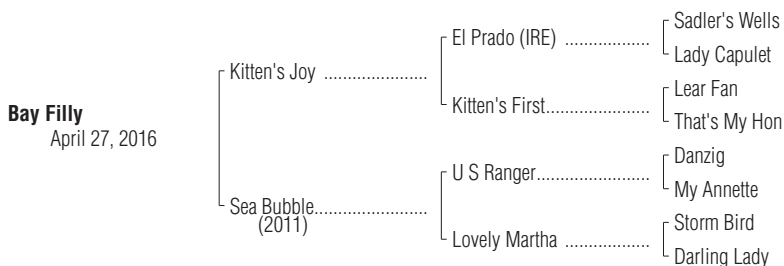 Sadler's Wells
El Prado (IRE) ..................
Lady Capulet
Kitten's Joy ......................
Lear Fan
Kitten's First......................
That's My Hon
Bay Filly
April 27, 2016
Danzig
U S Ranger........................
My Annette
Sea Bubble........................
(2011)
Storm Bird
Lovely Martha ..................
Darling Lady